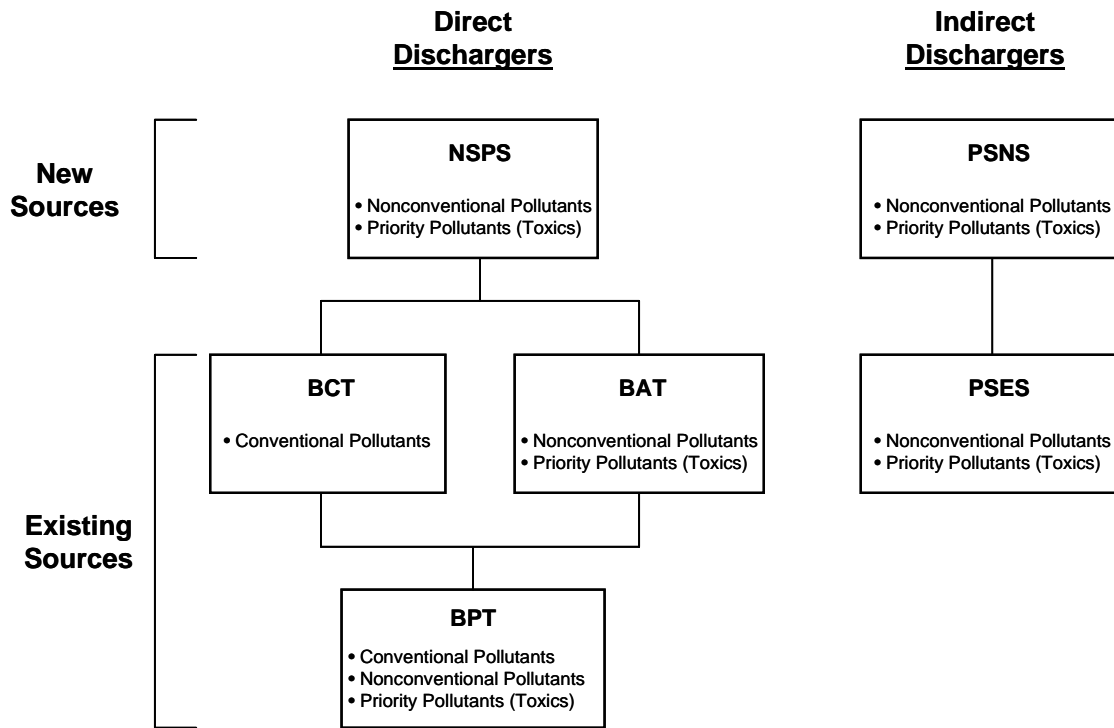 Direct
Dischargers
Indirect
Dischargers
New
Sources
NSPS
• Nonconventional Pollutants
• Priority Pollutants (Toxics)
PSNS
• Nonconventional Pollutants
• Priority Pollutants (Toxics)
Existing
Sources
BCT
• Conventional Pollutants
BAT
• Nonconventional Pollutants
• Priority Pollutants (Toxics)
PSES
• Nonconventional Pollutants
• Priority Pollutants (Toxics)
BPT
• Conventional Pollutants
• Nonconventional Pollutants
• Priority Pollutants (Toxics)